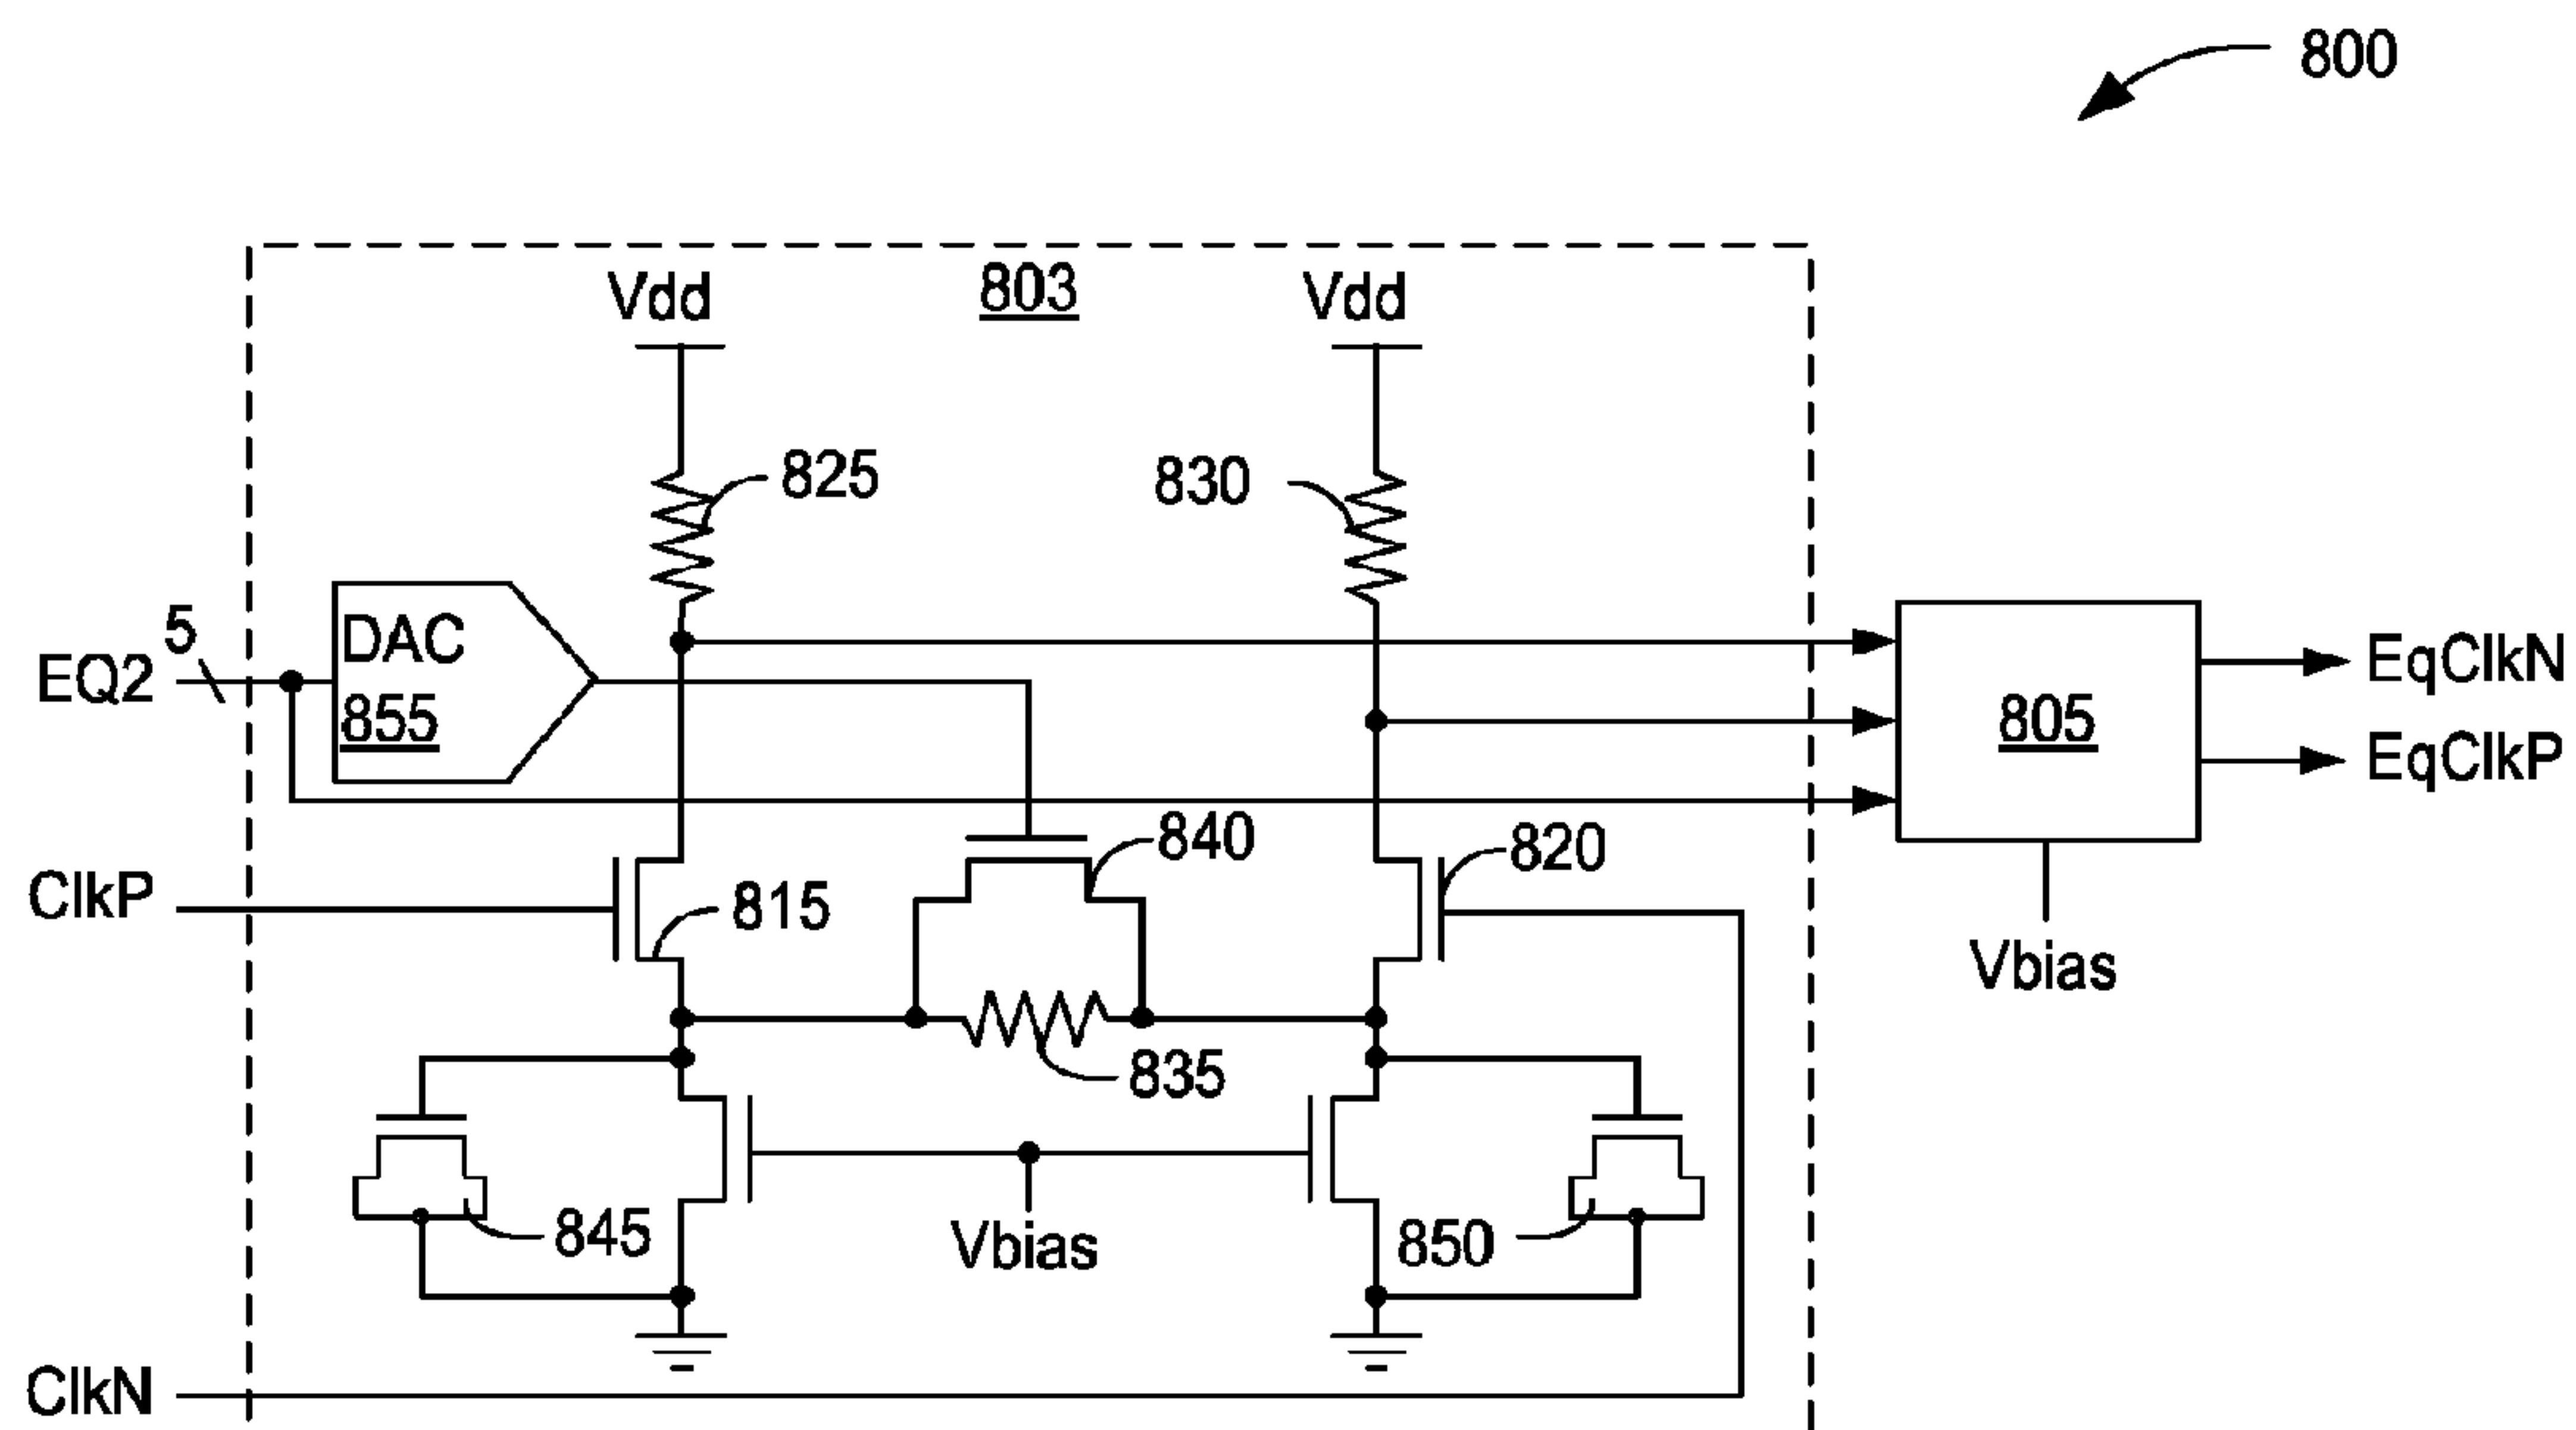 800
Vdd
803
Vdd
825
830
5
EQ2
DAC
855
805
EqClkN
EqClkP
840
820
ClkP
815
Vbias
835
845
Vbias
850
ClkN